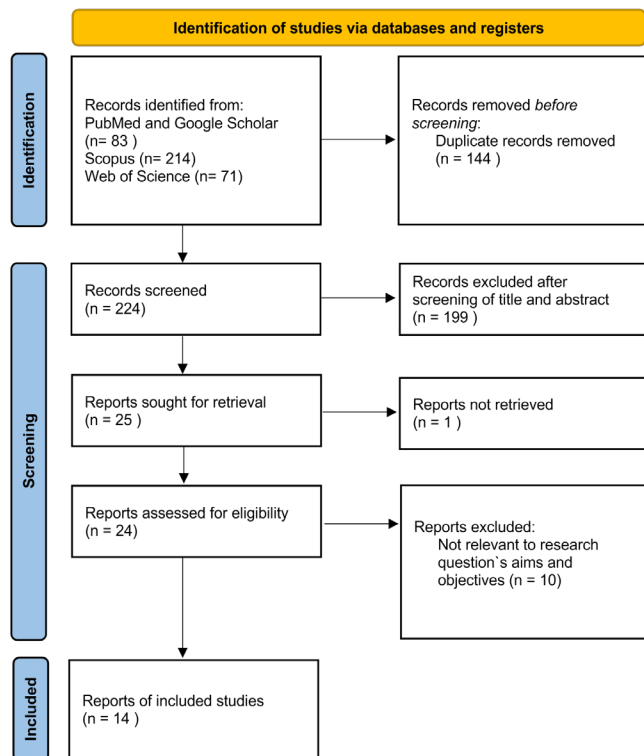 Identification of studies via databases and registers
Identification
Records identified from:
PubMed and Google Scholar
(n= 83 )
Scopus (n= 214)
Web of Science (n= 71)
Records removed before
screening:
Duplicate records removed
(n = 144 )
Screening
Records screened
(n = 224)
Records excluded after
screening of title and abstract
(n = 199 )
Reports sought for retrieval
(n = 25 )
Reports not retrieved
(n = 1 )
Reports assessed for eligibility
(n = 24)
Reports excluded:
Not relevant to research
question`s aims and
objectives (n = 10)
Included
Reports of included studies
(n = 14 )